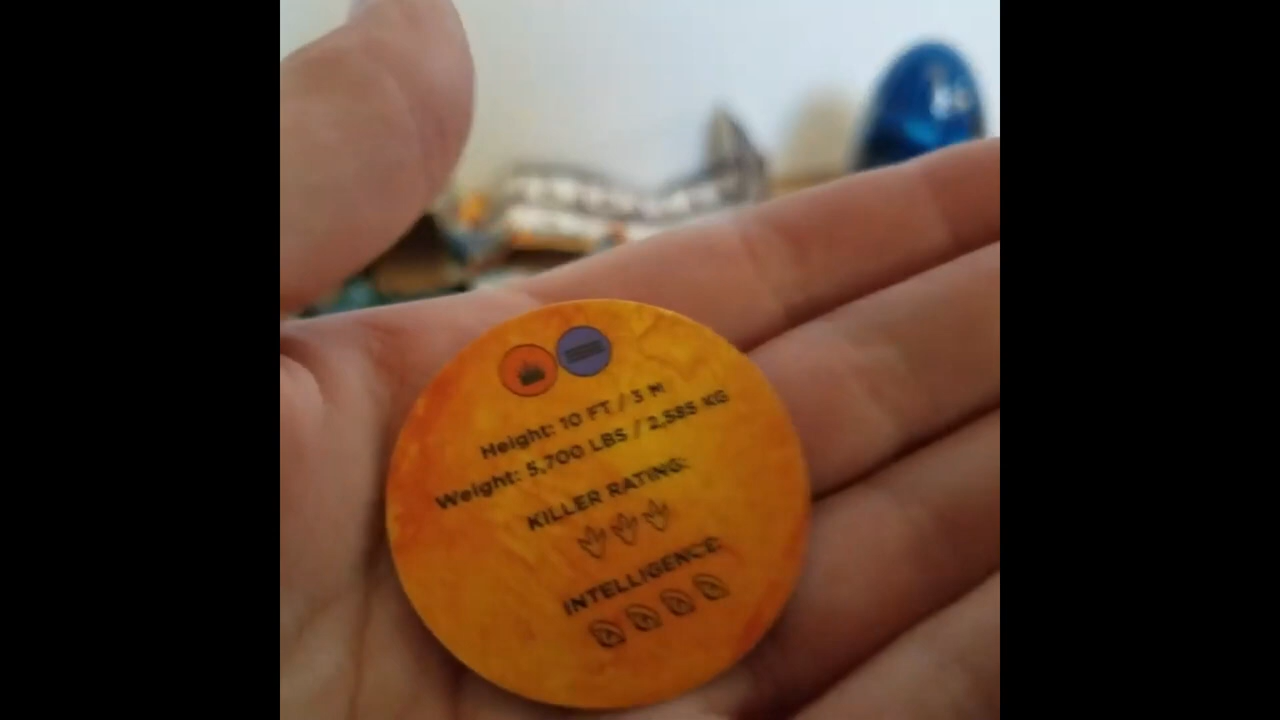 Height: 10 FT / 3 M
Weight: 5,700 LBS / 2,585 KG
KILLER RATING:
INTELLIGENCE: